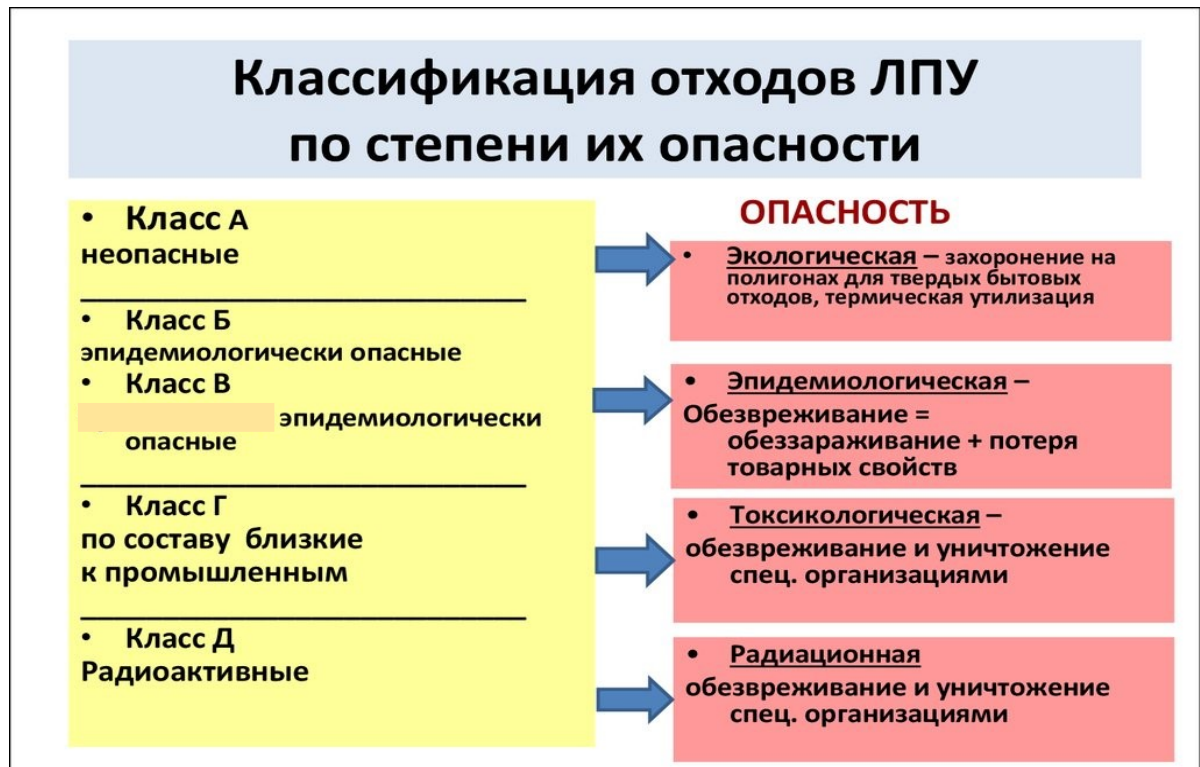 Классификация отходов ЛПУ
по степени их опасности
• Класс А
неопасные
• Класс Б
эпидемиологически опасные
• Класс В
эпидемиологически
опасные
• Класс Г
по составу близкие
к промышленным
• Класс Д
Радиоактивные
ОПАСНОСТЬ
• Экологическая – захоронение на
полигонах для твердых бытовых
отходов, термическая утилизация
• Эпидемиологическая –
Обезвреживание =
обеззараживание + потеря
товарных свойств
• Токсикологическая –
обезвреживание и уничтожение
спец. организациями
• Радиационная
обезвреживание и уничтожение
спец. организациями